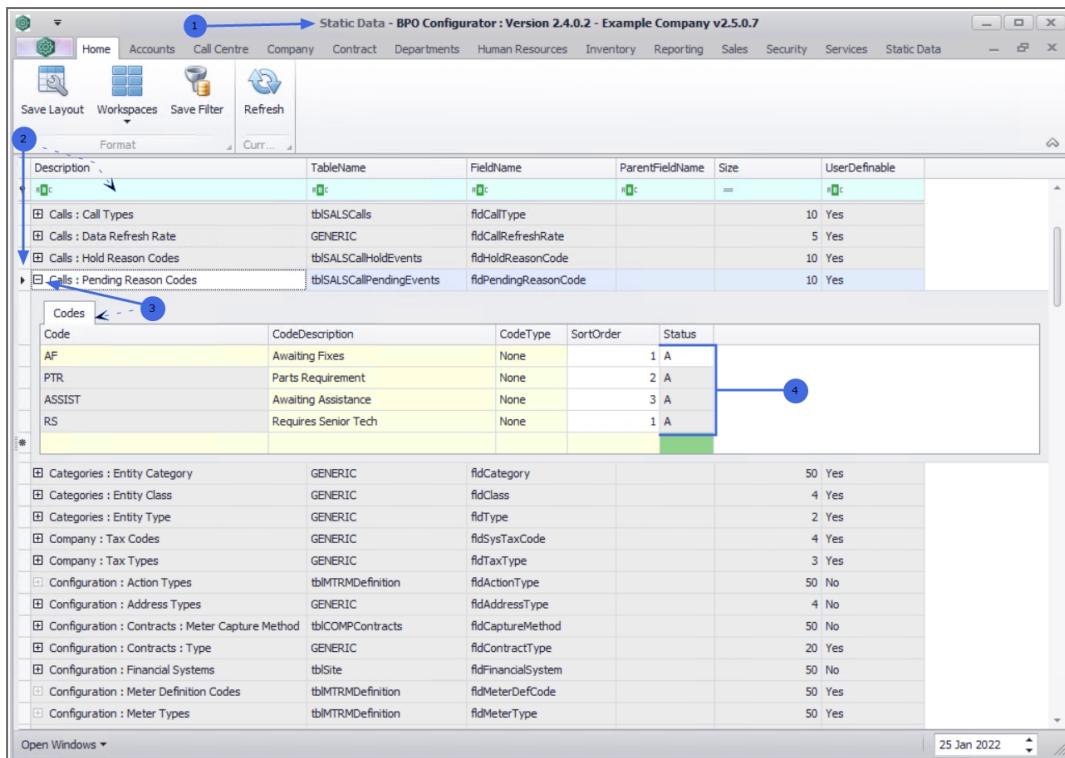 1
Static Data - BPO Configurator : Version 2.4.0.2 - Example Company v2.5.0.7
Home Accounts Call Centre Company Contract Departments Human Resources Inventory Reporting Sales Security Services Static Data
Save Layout Workspaces Save Filter Refresh
2
Format Curr...
Description TableName FieldName ParentFieldName Size UserDefinable
ABC ABC ABC ABC = ABC
Calls : Call Types tblSALSCalls fldCallType 10 Yes
Calls : Data Refresh Rate GENERIC fldCallRefreshRate 5 Yes
Calls : Hold Reason Codes tblSALSCallHoldEvents fldHoldReasonCode 10 Yes
Calls : Pending Reason Codes tblSALSCallPendingEvents fldPendingReasonCode 10 Yes
Codes 3
Code CodeDescription CodeType SortOrder Status
AF Awaiting Fixes None 1 A
PTR Parts Requirement None 2 A
4
ASSIST Awaiting Assistance None 3 A
RS Requires Senior Tech None 1 A
Categories : Entity Category GENERIC fldCategory 50 Yes
Categories : Entity Class GENERIC fldClass 4 Yes
Categories : Entity Type GENERIC fldType 2 Yes
Company : Tax Codes GENERIC fldSysTaxCode 4 Yes
Company : Tax Types GENERIC fldTaxType 3 Yes
Configuration : Action Types tblMTRMDefinition fldActionType 50 No
Configuration : Address Types GENERIC fldAddressType 4 No
Configuration : Contracts : Meter Capture Method tblCOMPContracts fldCaptureMethod 50 No
Configuration : Contracts : Type GENERIC fldContractType 20 Yes
Configuration : Financial Systems tblSite fldFinancialSystem 50 No
Configuration : Meter Definition Codes tblMTRMDefinition fldMeterDefCode 50 Yes
Configuration : Meter Types tblMTRMDefinition fldMeterType 50 Yes
Open Windows 25 Jan 2022